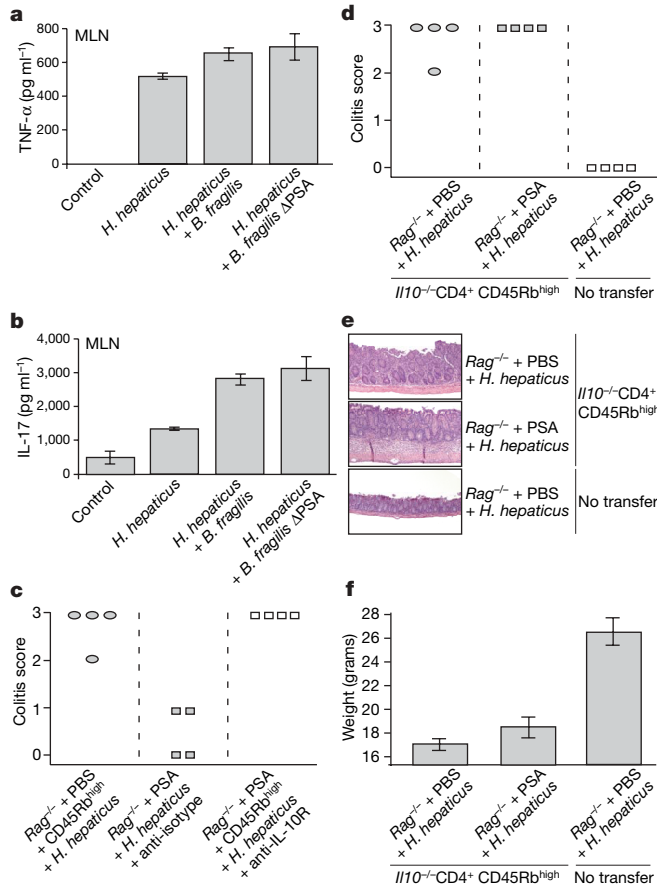 a
MLN
TNF-α (pg ml⁻¹)
800
600
400
200
0
Control
H. hepaticus
H. hepaticus
+ B. fragilis
H. hepaticus
+ B. fragilis ΔPSA
b
MLN
IL-17 (pg ml⁻¹)
4,000
3,000
2,000
1,000
0
Control
H. hepaticus
H. hepaticus
+ B. fragilis
H. hepaticus
+ B. fragilis ΔPSA
c
Colitis score
3
2
1
0
Rag⁻/⁻ + PBS
+ CD45Rbhigh
+ H. hepaticus
Rag⁻/⁻ + PSA
+ H. hepaticus
+ anti-isotype
Rag⁻/⁻ + PSA
+ CD45Rbhigh
+ H. hepaticus
+ anti-IL-10R
d
Colitis score
3
2
1
0
Rag⁻/⁻ + PBS
+ H. hepaticus
Rag⁻/⁻ + PSA
+ H. hepaticus
Rag⁻/⁻ + PBS
+ H. hepaticus
Il10⁻/⁻CD4⁺ CD45Rbhigh
No transfer
e
Rag⁻/⁻ + PBS
+ H. hepaticus
Rag⁻/⁻ + PSA
+ H. hepaticus
Il10⁻/⁻CD4⁺
CD45Rbhigh
Rag⁻/⁻ + PBS
+ H. hepaticus
No transfer
f
Weight (grams)
28
26
24
22
20
18
16
Rag⁻/⁻ + PBS
+ H. hepaticus
Rag⁻/⁻ + PSA
+ H. hepaticus
Rag⁻/⁻ + PBS
+ H. hepaticus
Il10⁻/⁻CD4⁺ CD45Rbhigh
No transfer